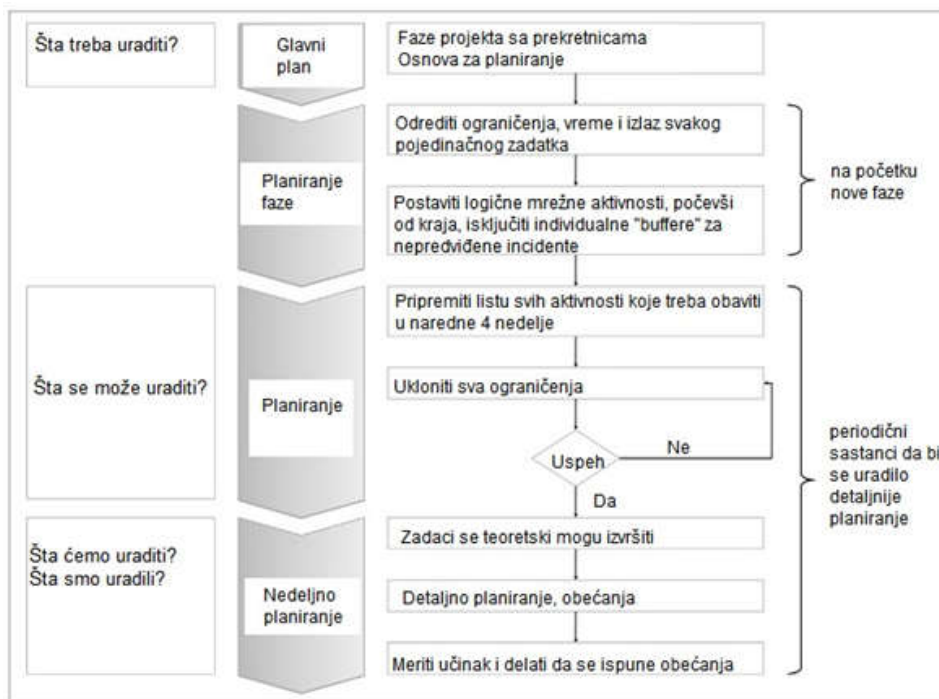 Šta treba uraditi?
Glavni
plan
Faze projekta sa prekretnicama
Osnova za planiranje
Planiranje
faze
Odrediti ograničenja, vreme i izlaz svakog
pojedinačnog zadatka
Postaviti logične mrežne aktivnosti, počevši
od kraja, isključiti individualne "buffere" za
nepredviđene incidente
na početku
nove faze
Šta se može uraditi?
Planiranje
Pripremiti listu svih aktivnosti koje treba obaviti
u naredne 4 nedelje
Ukloniti sva ograničenja
Uspeh
Ne
Da
periodični
sastanci da bi
se uradilo
detaljnije
planiranje
Šta ćemo uraditi?
Šta smo uradili?
Nedeljno
planiranje
Zadaci se teoretski mogu izvršiti
Detaljno planiranje, obećanja
Meriti učinak i delati da se ispune obećanja